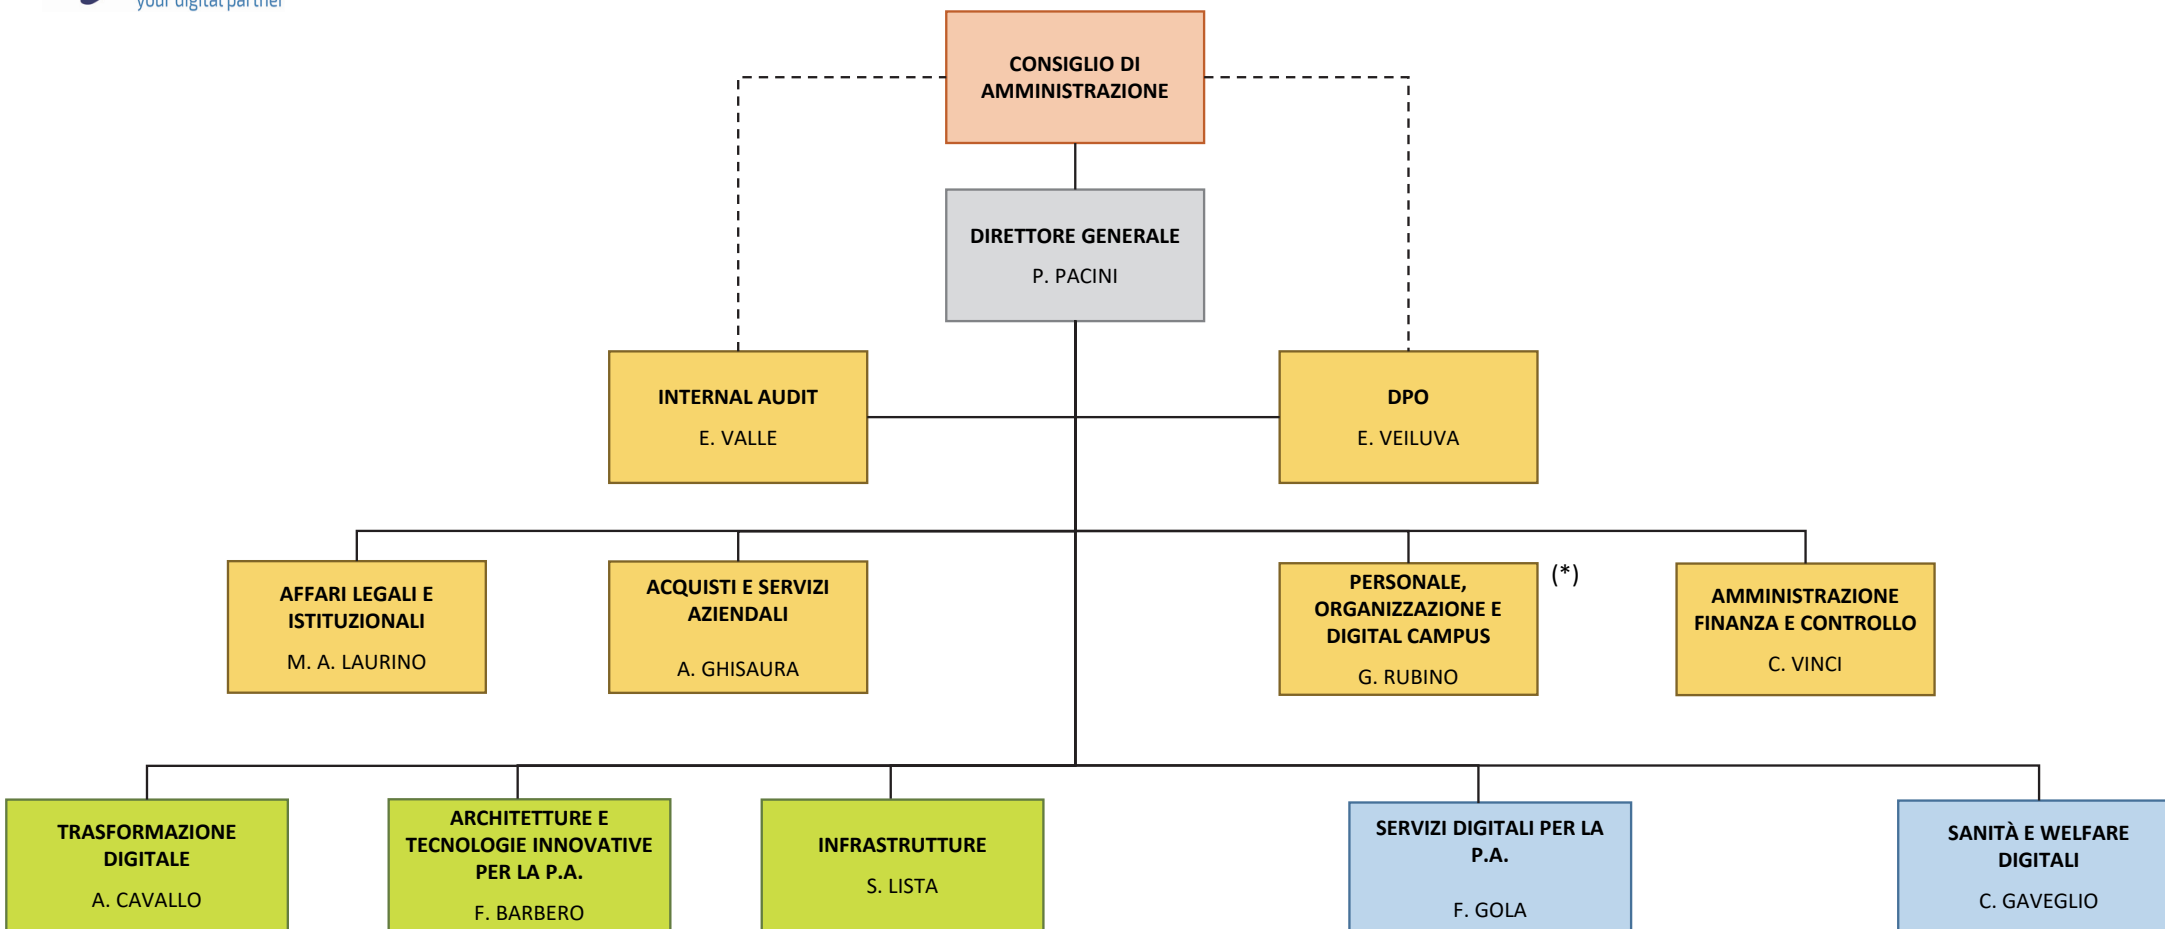 your digital partner
CONSIGLIO DI
AMMINISTRAZIONE
DIRETTORE GENERALE
P. PACINI
INTERNAL AUDIT
E. VALLE
DPO
E. VEILUVA
AFFARI LEGALI E
ISTITUZIONALI
M. A. LAURINO
ACQUISTI E SERVIZI
AZIENDALI
A. GHISAURA
PERSONALE,
ORGANIZZAZIONE E
DIGITAL CAMPUS
G. RUBINO
(*)
AMMINISTRAZIONE
FINANZA E CONTROLLO
C. VINCI
TRASFORMAZIONE
DIGITALE
A. CAVALLO
ARCHITETTURE E
TECNOLOGIE INNOVATIVE
PER LA P.A.
F. BARBERO
INFRASTRUTTURE
S. LISTA
SERVIZI DIGITALI PER LA
P.A.
F. GOLA
SANITÀ E WELFARE
DIGITALI
C. GAVEGLIO